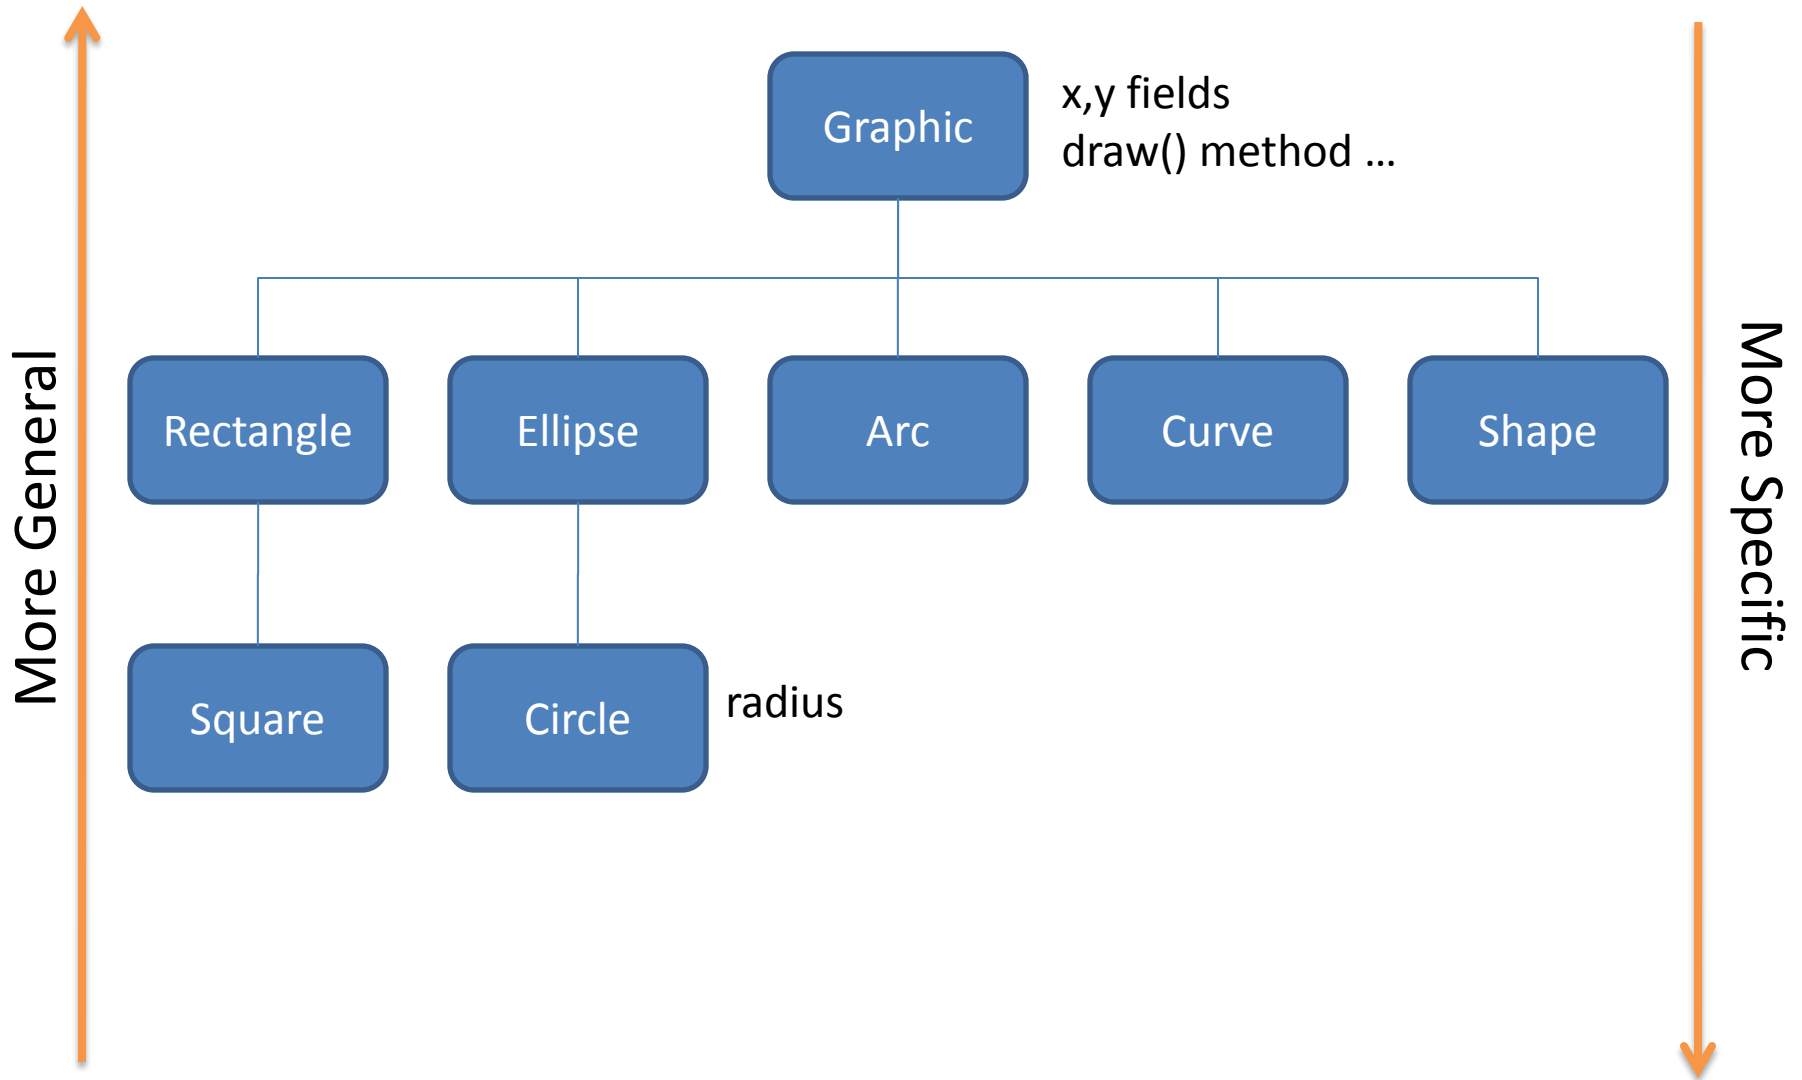 Graphic
x,y fields
draw() method ...
More General
Rectangle
Ellipse
Arc
Curve
Shape
More Specific
Square
Circle
radius